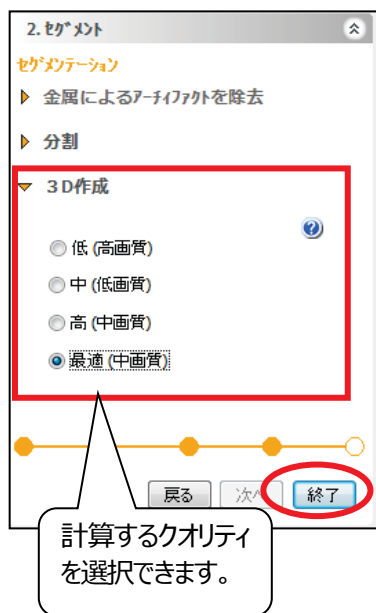 2. セグメント
セグメンテーション
金属によるアーティファクトを除去
分割
３D作成
低 (高画質)
中 (低画質)
高 (中画質)
最適 (中画質)
戻る 次へ 終了
計算するクオリティ
を選択できます。